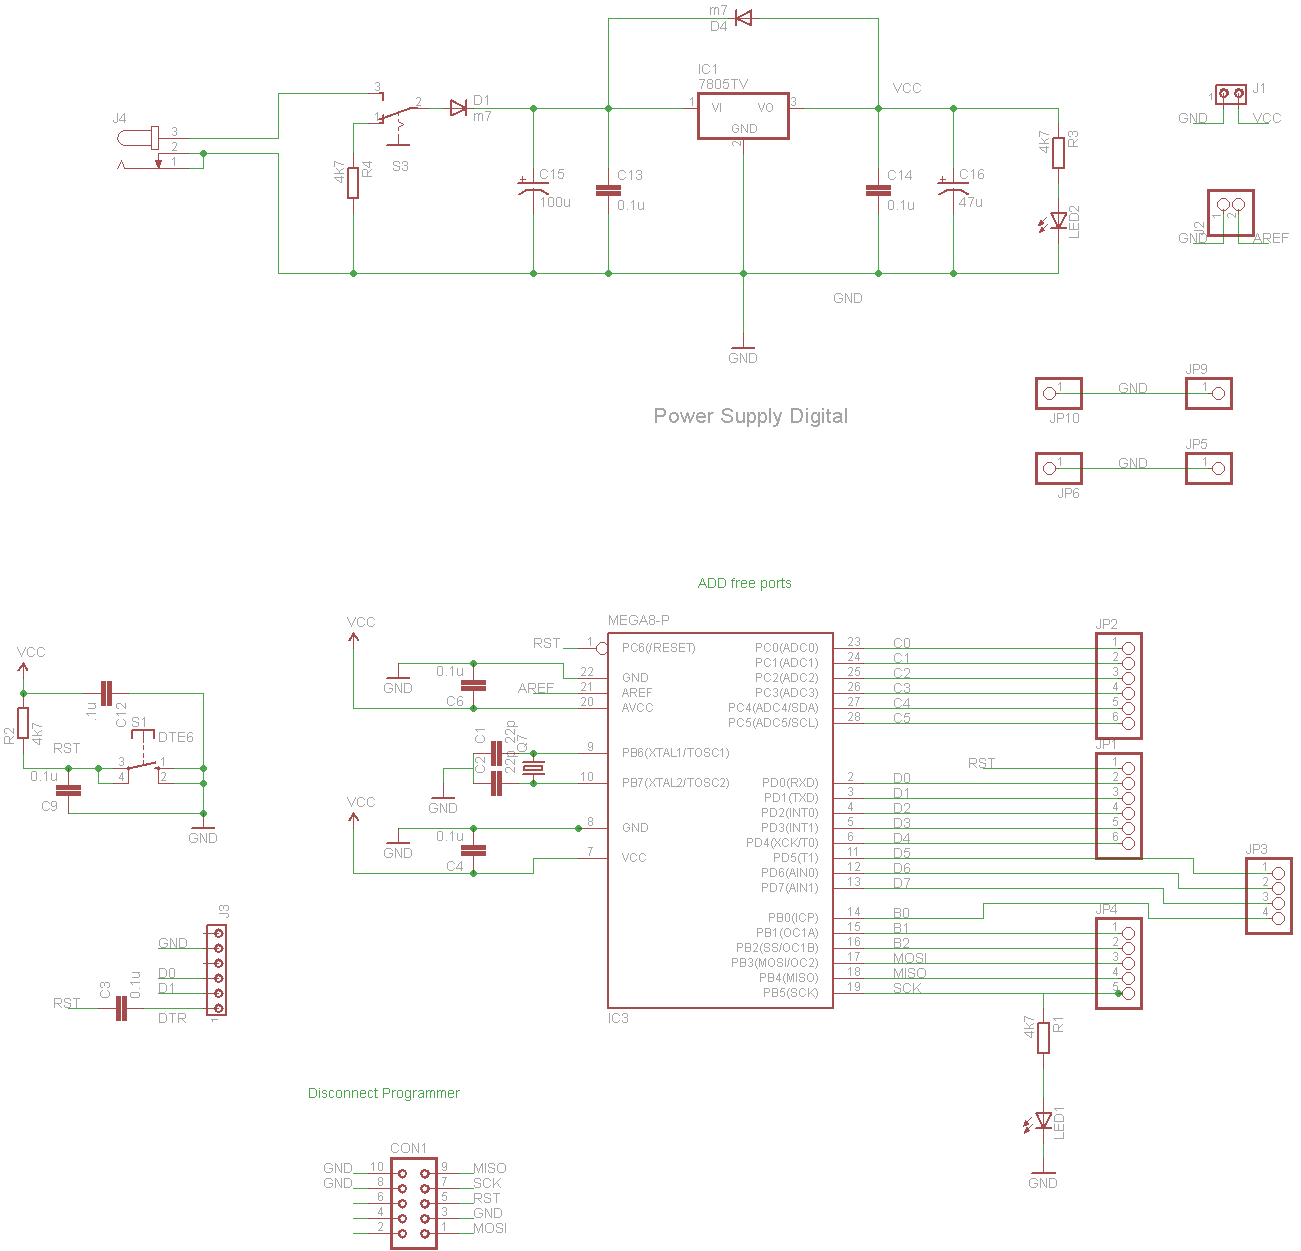 m7
D4
IC1
7805TV
1 VI VO 3
GND
2
VCC
J4
3
2
1
3
2
1
S3
D1
m7
4k7
R4
C15
100u
C13
0.1u
C14
0.1u
C16
47u
4k7
R3
LED2
GND
GND
J1
1
GND VCC
J2
1 2
GND AREF
Power Supply Digital
JP9
1 GND 1
JP10
JP5
1 GND 1
JP6
ADD free ports
MEGA8-P
RST 1 PC6(/RESET)
22 GND
AREF 21 AREF
20 AVCC
9 PB6(XTAL1/TOSC1)
10 PB7(XTAL2/TOSC2)
8 GND
7 VCC
PC0(ADC0) 23 C0
PC1(ADC1) 24 C1
PC2(ADC2) 25 C2
PC3(ADC3) 26 C3
PC4(ADC4/SDA) 27 C4
PC5(ADC5/SCL) 28 C5
PD0(RXD) 2 D0
PD1(TXD) 3 D1
PD2(INT0) 4 D2
PD3(INT1) 5 D3
PD4(XCK/T0) 6 D4
PD5(T1) 11 D5
PD6(AIN0) 12 D6
PD7(AIN1) 13 D7
PB0(ICP) 14 B0
PB1(OC1A) 15 B1
PB2(SS/OC1B) 16 B2
PB3(MOSI/OC2) 17 MOSI
PB4(MISO) 18 MISO
PB5(SCK) 19 SCK
IC3
VCC
0.1u
GND
C6
C1
22p
C2
22p
Q7
GND
VCC
0.1u
GND
C4
JP2
1
2
3
4
5
6
JP1
RST
1
2
3
4
5
6
JP3
1
2
3
4
JP4
1
2
3
4
5
4k7
R1
LED1
GND
VCC
.1u
C12
R2
4k7
S1
DTE6
RST
3 1
4 2
0.1u
C9
GND
J3
GND
D0
D1
RST
C3
0.1u
DTR
1
Disconnect Programmer
CON1
GND 10 9 MISO
GND 8 7 SCK
6 5 RST
4 3 GND
2 1 MOSI